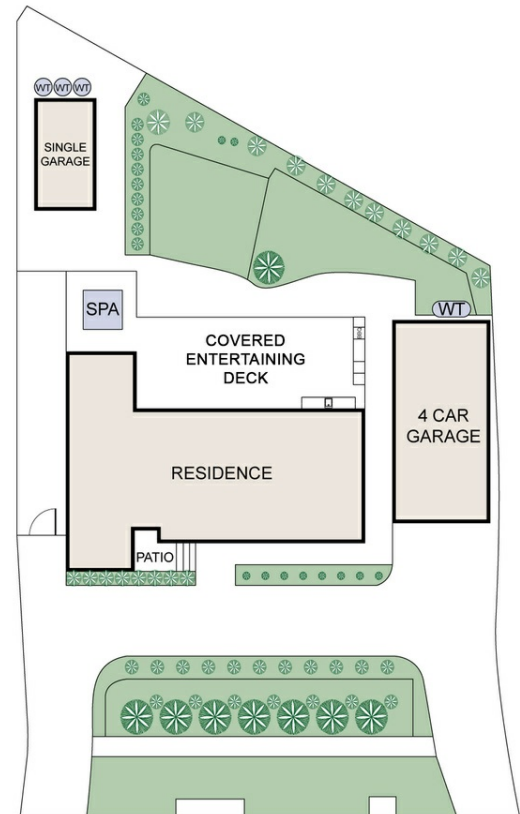 WT WT WT
SINGLE
GARAGE
SPA
WT
COVERED
ENTERTAINING
DECK
4 CAR
GARAGE
RESIDENCE
PATIO